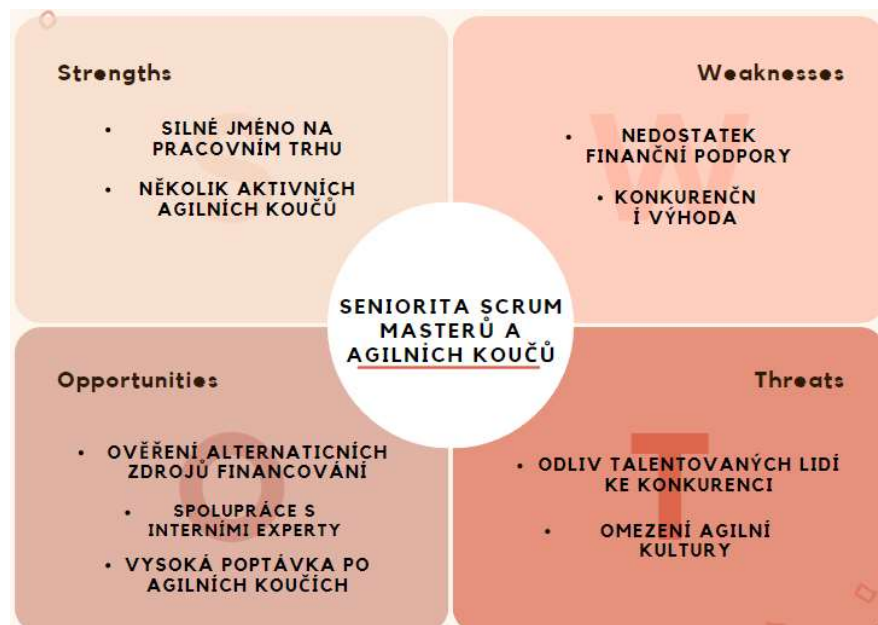 Strengths
• SILNÉ JMÉNO NA
PRACOVNÍM TRHU
• NĚKOLIK AKTIVNÍCH
AGILNÍCH KOUČŮ
Weaknesses
• NEDOSTATEK
FINANČNÍ PODPORY
• KONKURENČN
Í VÝHODA
SENIORITA SCRUM
MASTERŮ A
AGILNÍCH KOUČŮ
Opportunities
• OVĚŘENÍ ALTERNATICNÍCH
ZDROJŮ FINANCOVÁNÍ
• SPOLUPRÁCE S
INTERNÍMI EXPERTY
• VYSOKÁ POPTÁVKA PO
AGILNÍCH KOUČÍCH
Threats
• ODLIV TALENTOVANÝCH LIDÍ
KE KONKURENCI
• OMEZENÍ AGILNÍ
KULTURY
S
W
O
T